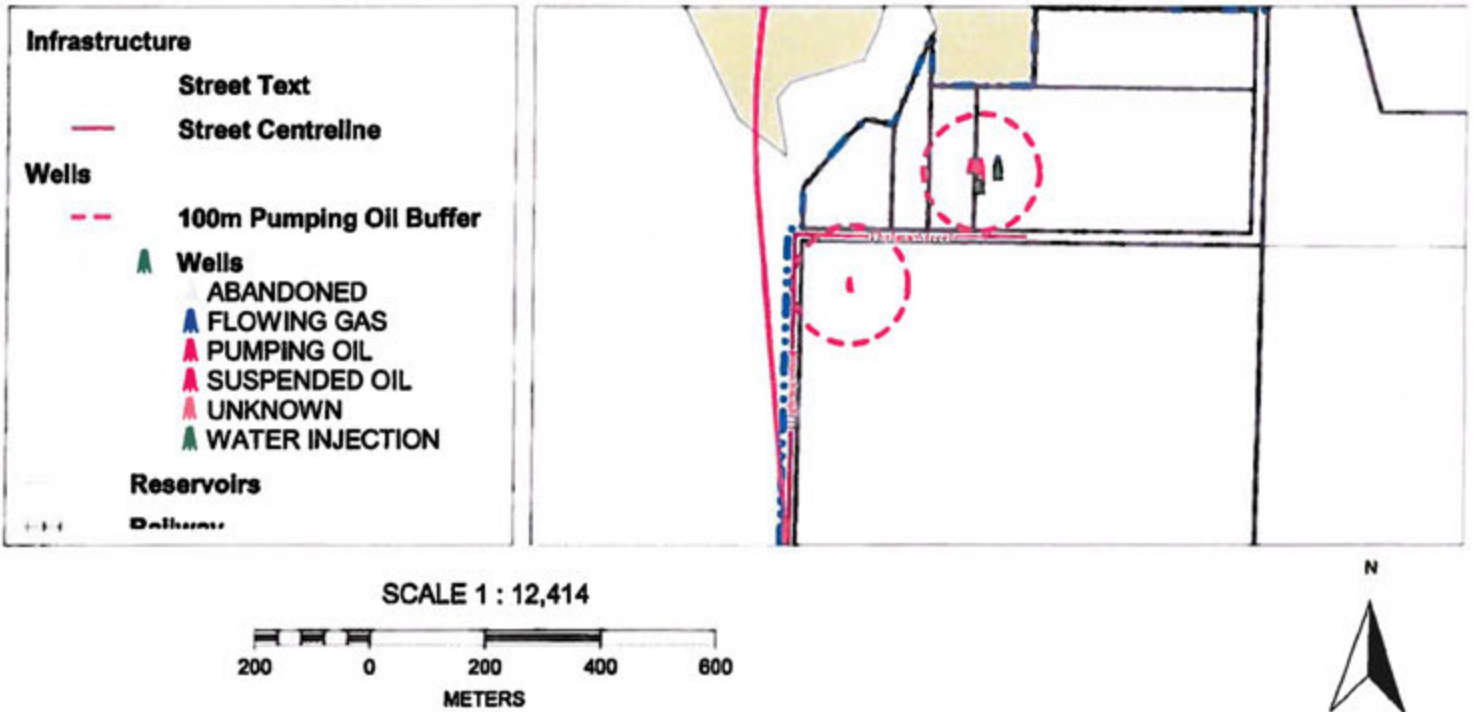 Infrastructure
Street Text
Street Centreline
Wells
100m Pumping Oil Buffer
Wells
ABANDONED
FLOWING GAS
PUMPING OIL
SUSPENDED OIL
UNKNOWN
WATER INJECTION
Reservoirs
Railway
SCALE 1 : 12,414
200 0 200 400 600
METERS
N